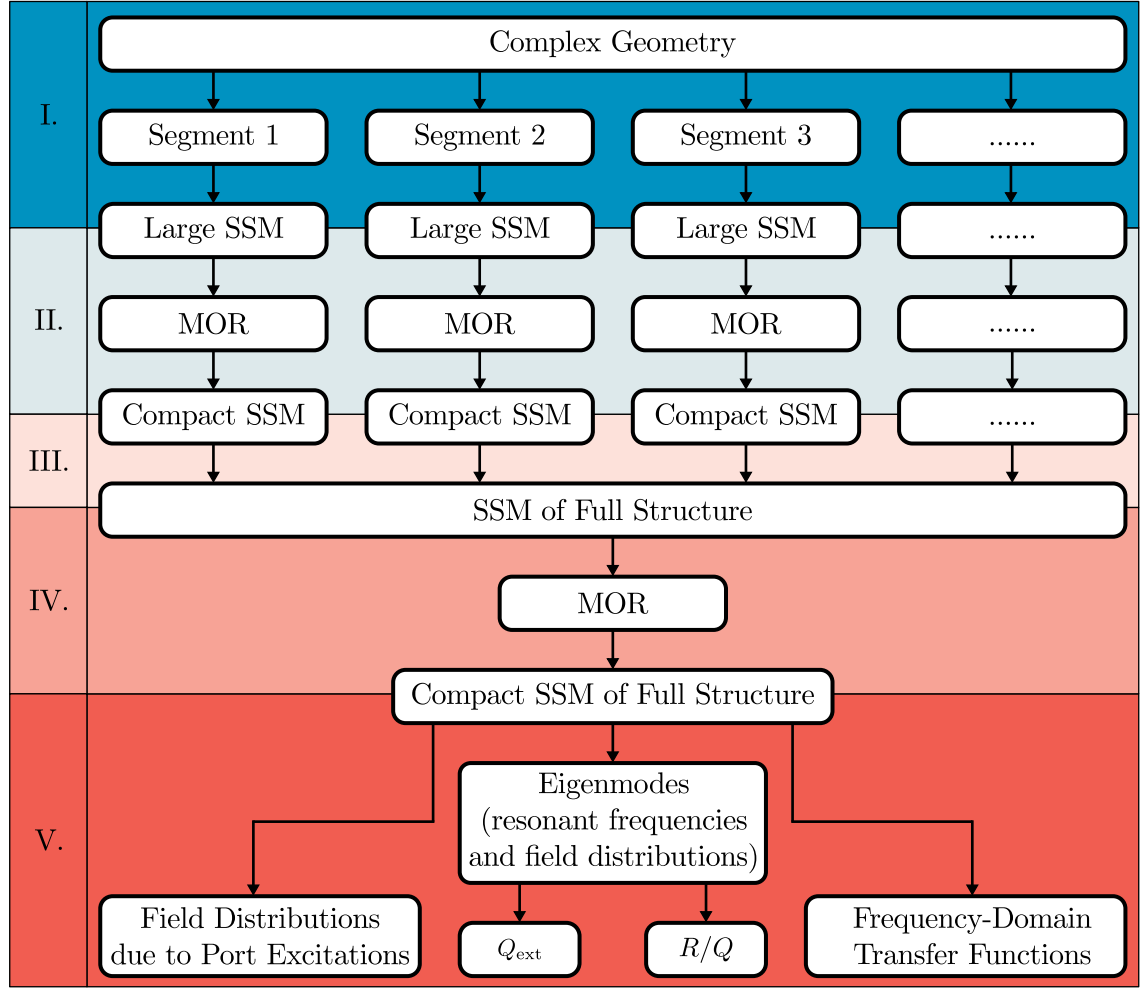 Complex Geometry
I.
Segment 1
Segment 2
Segment 3
......
Large SSM
Large SSM
Large SSM
......
II.
MOR
MOR
MOR
......
Compact SSM
Compact SSM
Compact SSM
......
III.
SSM of Full Structure
IV.
MOR
Compact SSM of Full Structure
V.
Eigenmodes
(resonant frequencies
and field distributions)
Field Distributions
due to Port Excitations
Qext
R/Q
Frequency-Domain
Transfer Functions